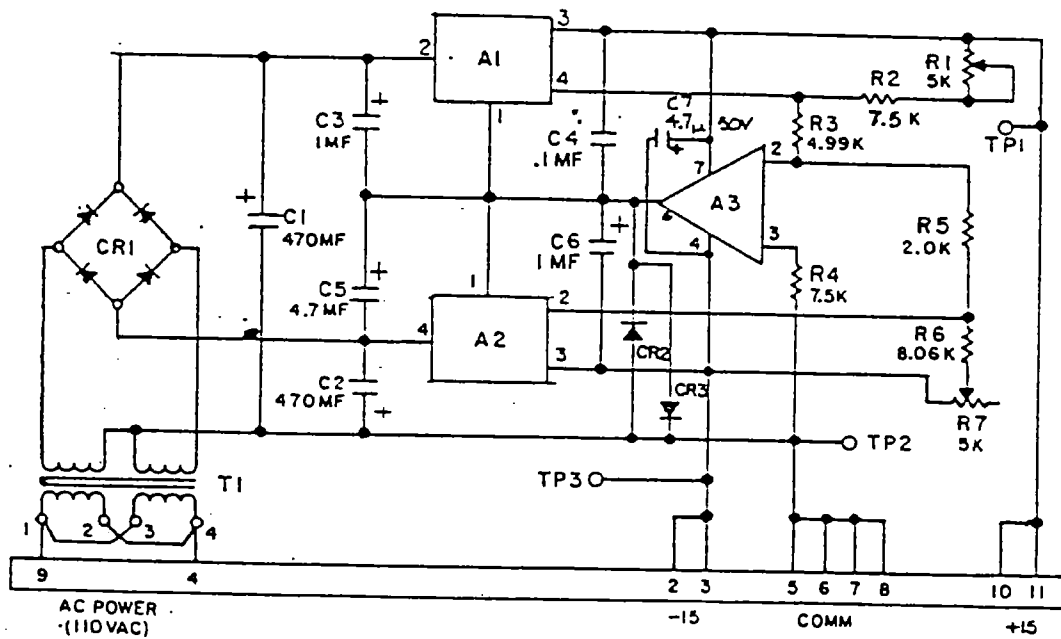 3
2 A1
4
1
R1
5K
R2
7.5K
C7
4.7µ 50V
C3
1MF
C4
.1MF
R3
4.99K
TP1
7
2
A3
6
3
4
CR1
C1
470MF
C6
1MF
R5
2.0K
R4
7.5K
C5
4.7MF
1
2
4 A2
3
CR2
R6
8.06K
C2
470MF
CR3
R7
5K
TP2
T1
TP3
1 2 3 4
9 4 2 3 5 6 7 8 10 11
AC POWER
(110VAC)
-15 COMM +15